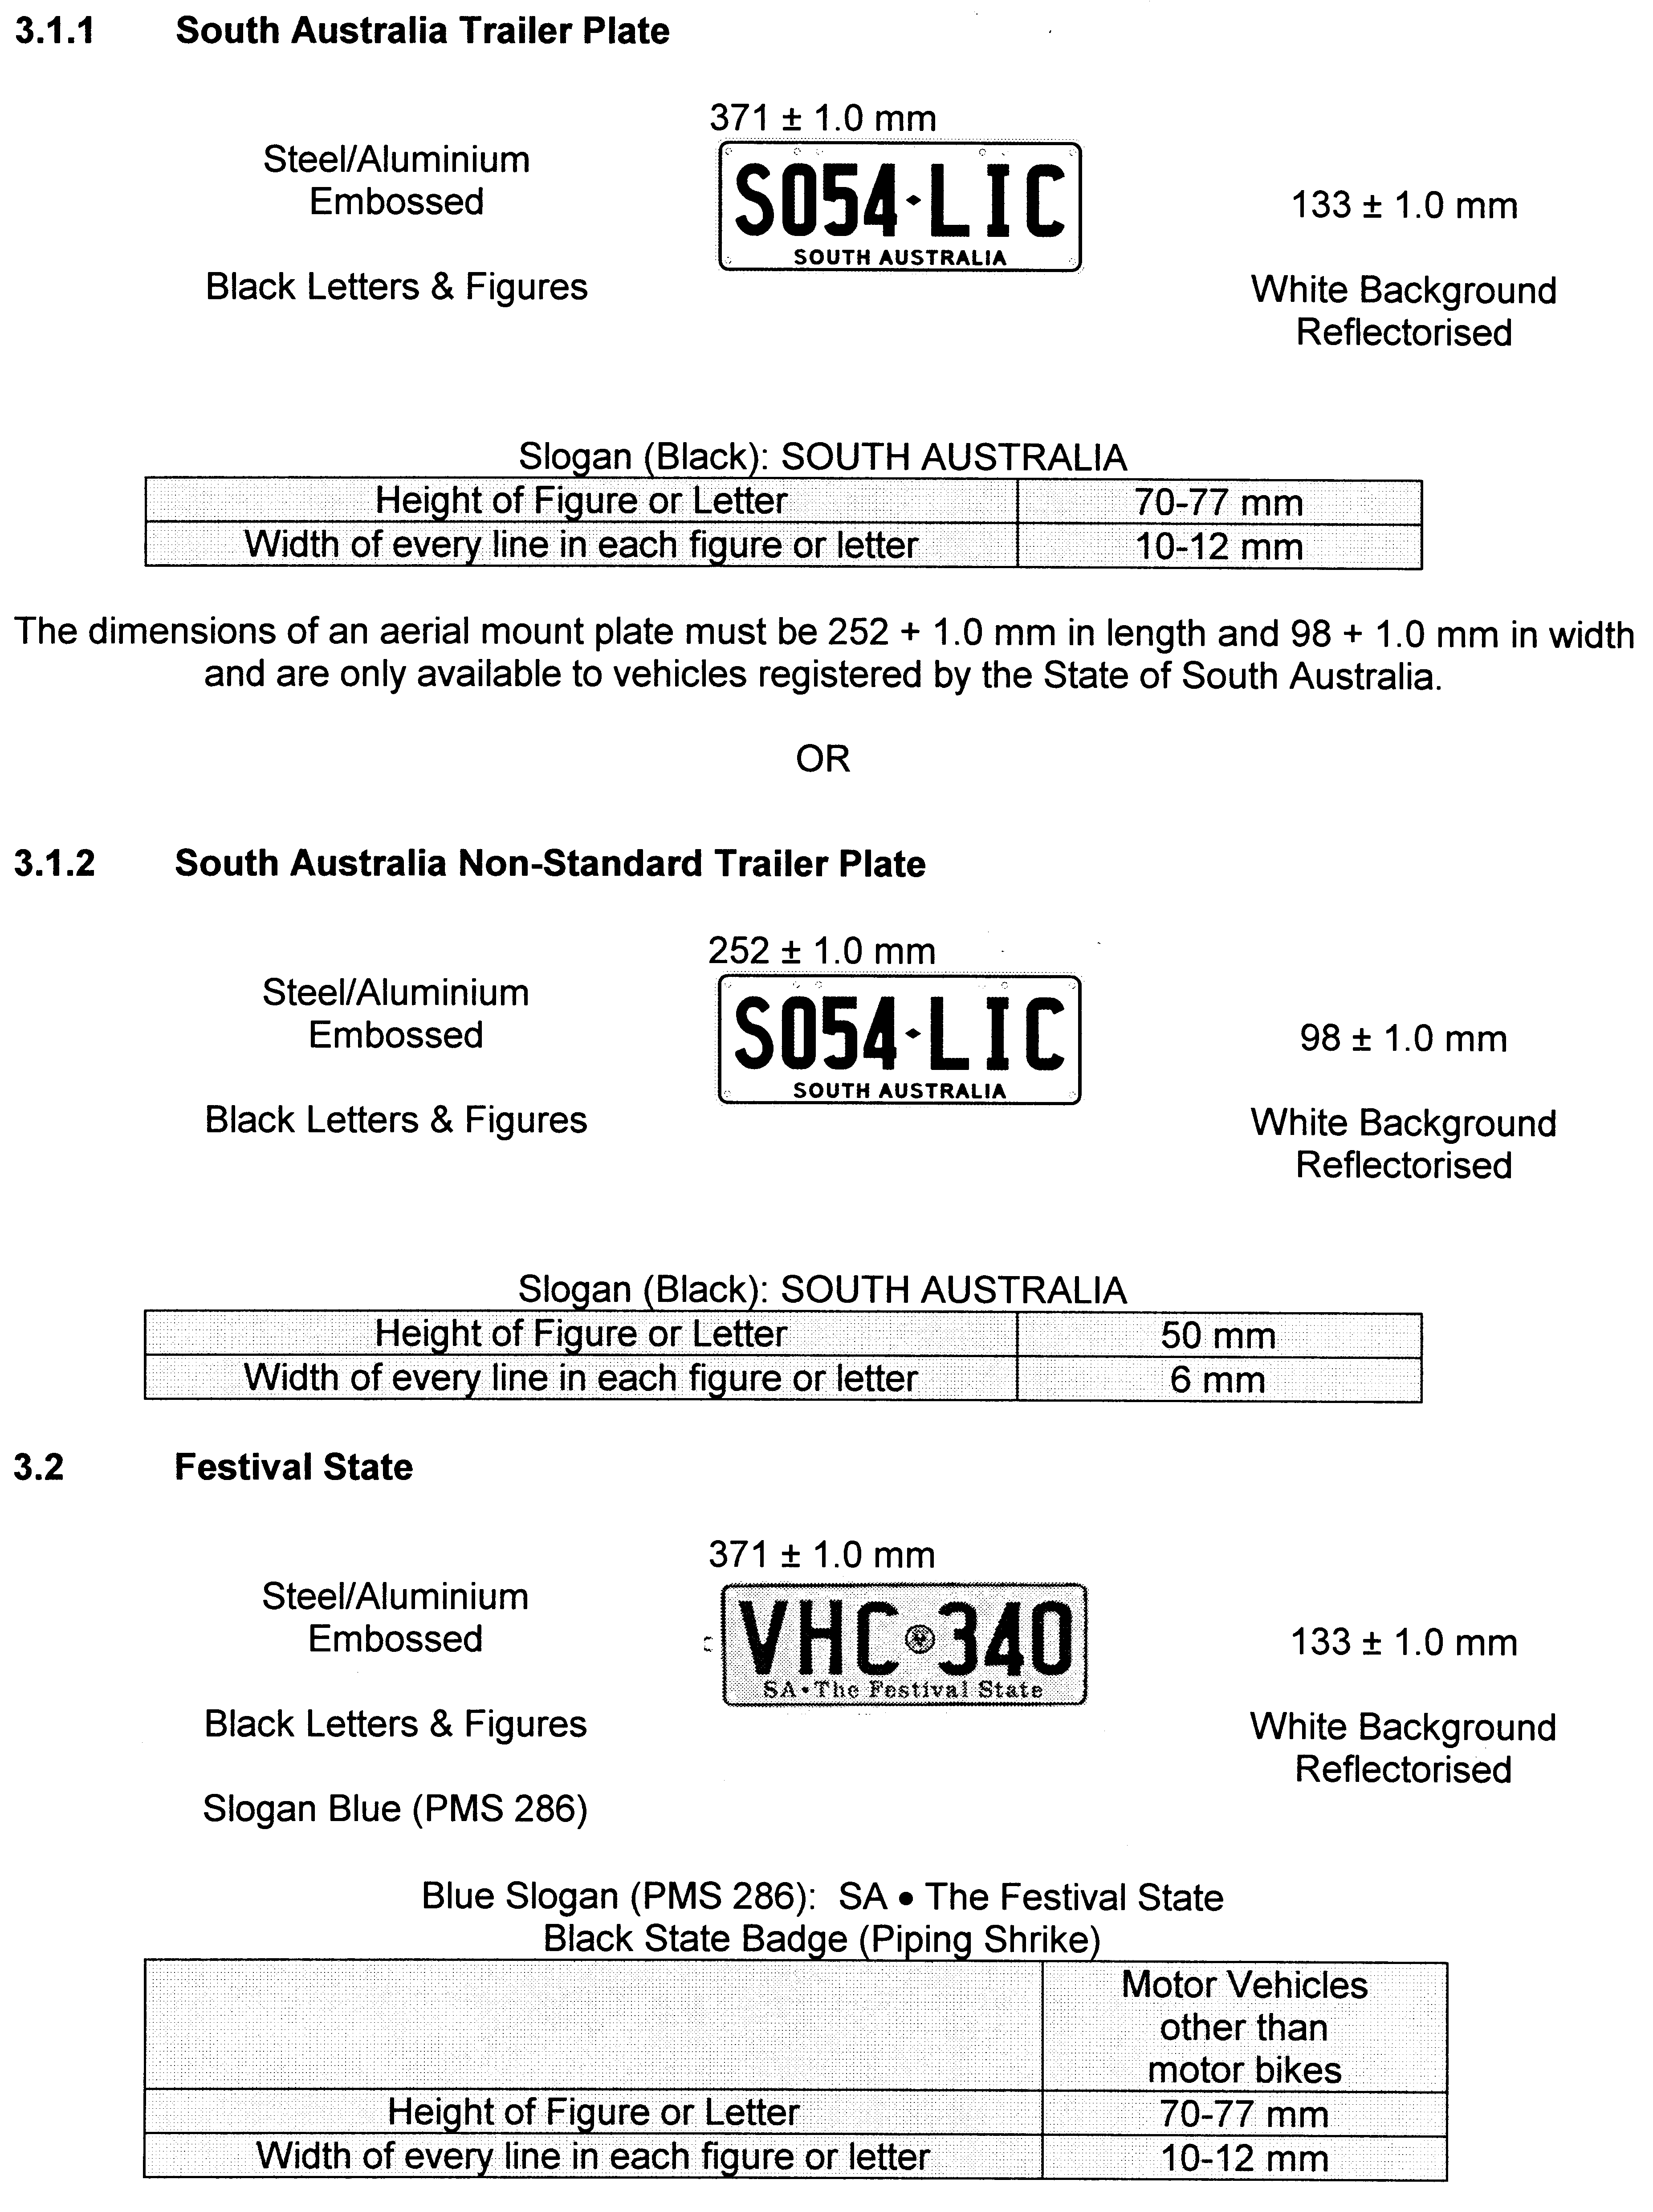 3.1.1 South Australia Trailer Plate
371 ± 1.0 mm
Steel/Aluminium
Embossed
S054·LIC
SOUTH AUSTRALIA
133 ± 1.0 mm
Black Letters & Figures
White Background
Reflectorised
Slogan (Black): SOUTH AUSTRALIA
Height of Figure or Letter 70-77 mm
Width of every line in each figure or letter 10-12 mm
The dimensions of an aerial mount plate must be 252 + 1.0 mm in length and 98 + 1.0 mm in width
and are only available to vehicles registered by the State of South Australia.
OR
3.1.2 South Australia Non-Standard Trailer Plate
252 ± 1.0 mm
Steel/Aluminium
Embossed
S054·LIC
SOUTH AUSTRALIA
98 ± 1.0 mm
Black Letters & Figures
White Background
Reflectorised
Slogan (Black): SOUTH AUSTRALIA
Height of Figure or Letter 50 mm
Width of every line in each figure or letter 6 mm
3.2 Festival State
371 ± 1.0 mm
Steel/Aluminium
Embossed
VHC 340
SA•The Festival State
133 ± 1.0 mm
Black Letters & Figures
White Background
Reflectorised
Slogan Blue (PMS 286)
Blue Slogan (PMS 286): SA • The Festival State
Black State Badge (Piping Shrike)
Motor Vehicles
other than
motor bikes
Height of Figure or Letter 70-77 mm
Width of every line in each figure or letter 10-12 mm